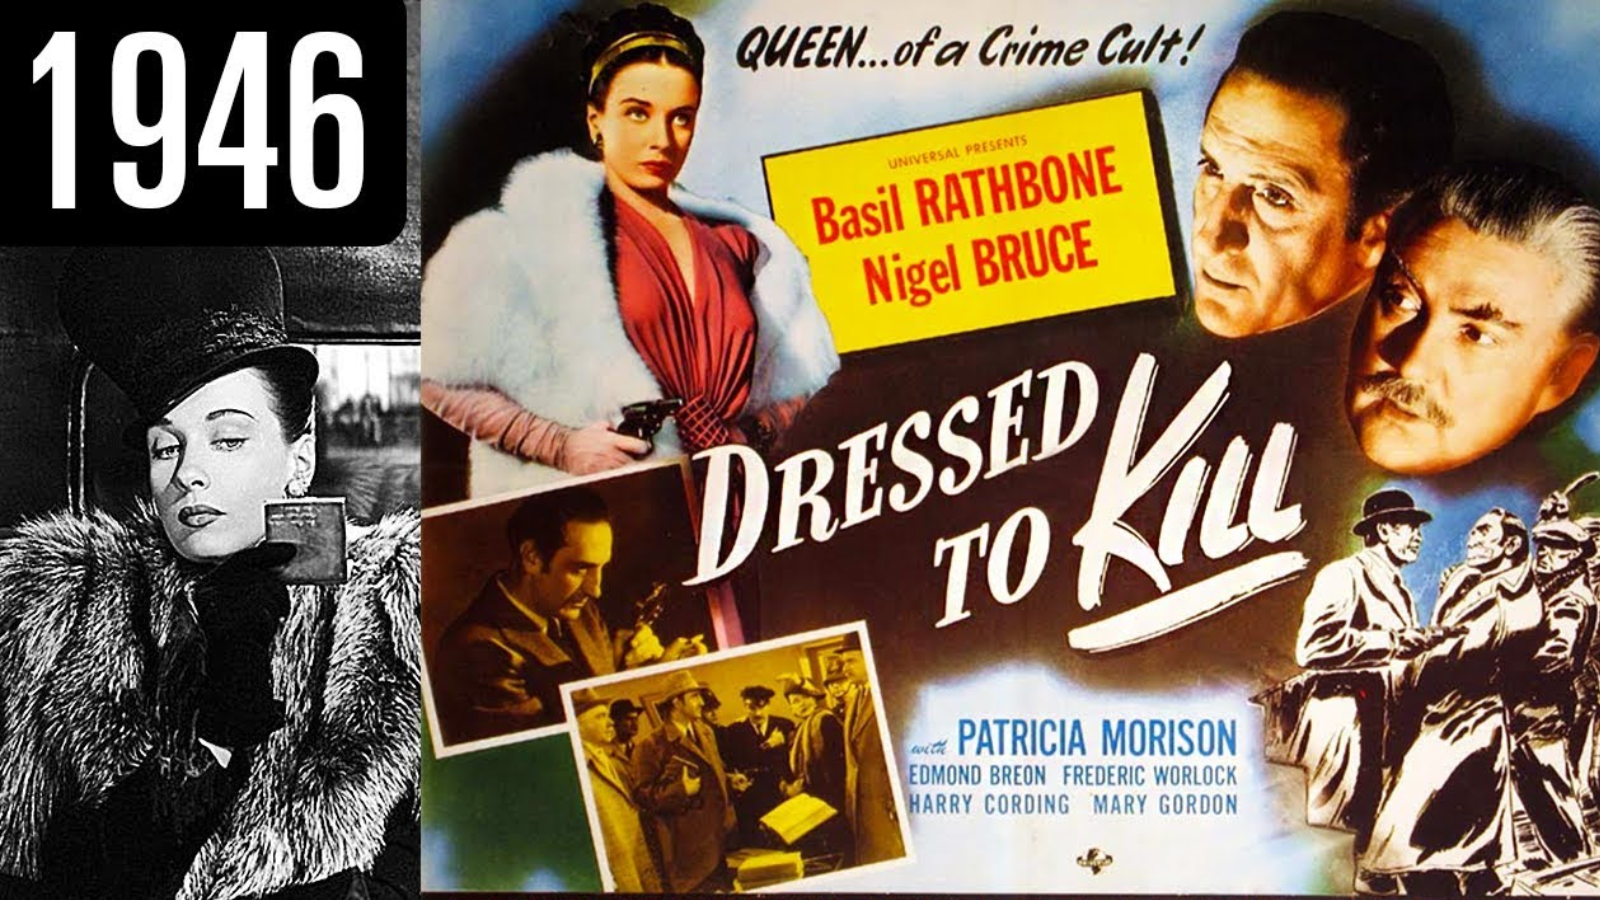 1946
QUEEN...of a Crime Cult!
UNIVERSAL PRESENTS
Basil RATHBONE
Nigel BRUCE
DRESSED
TO KILL
with PATRICIA MORISON
EDMOND BREON FREDERIC WORLOCK
HARRY CORDING MARY GORDON